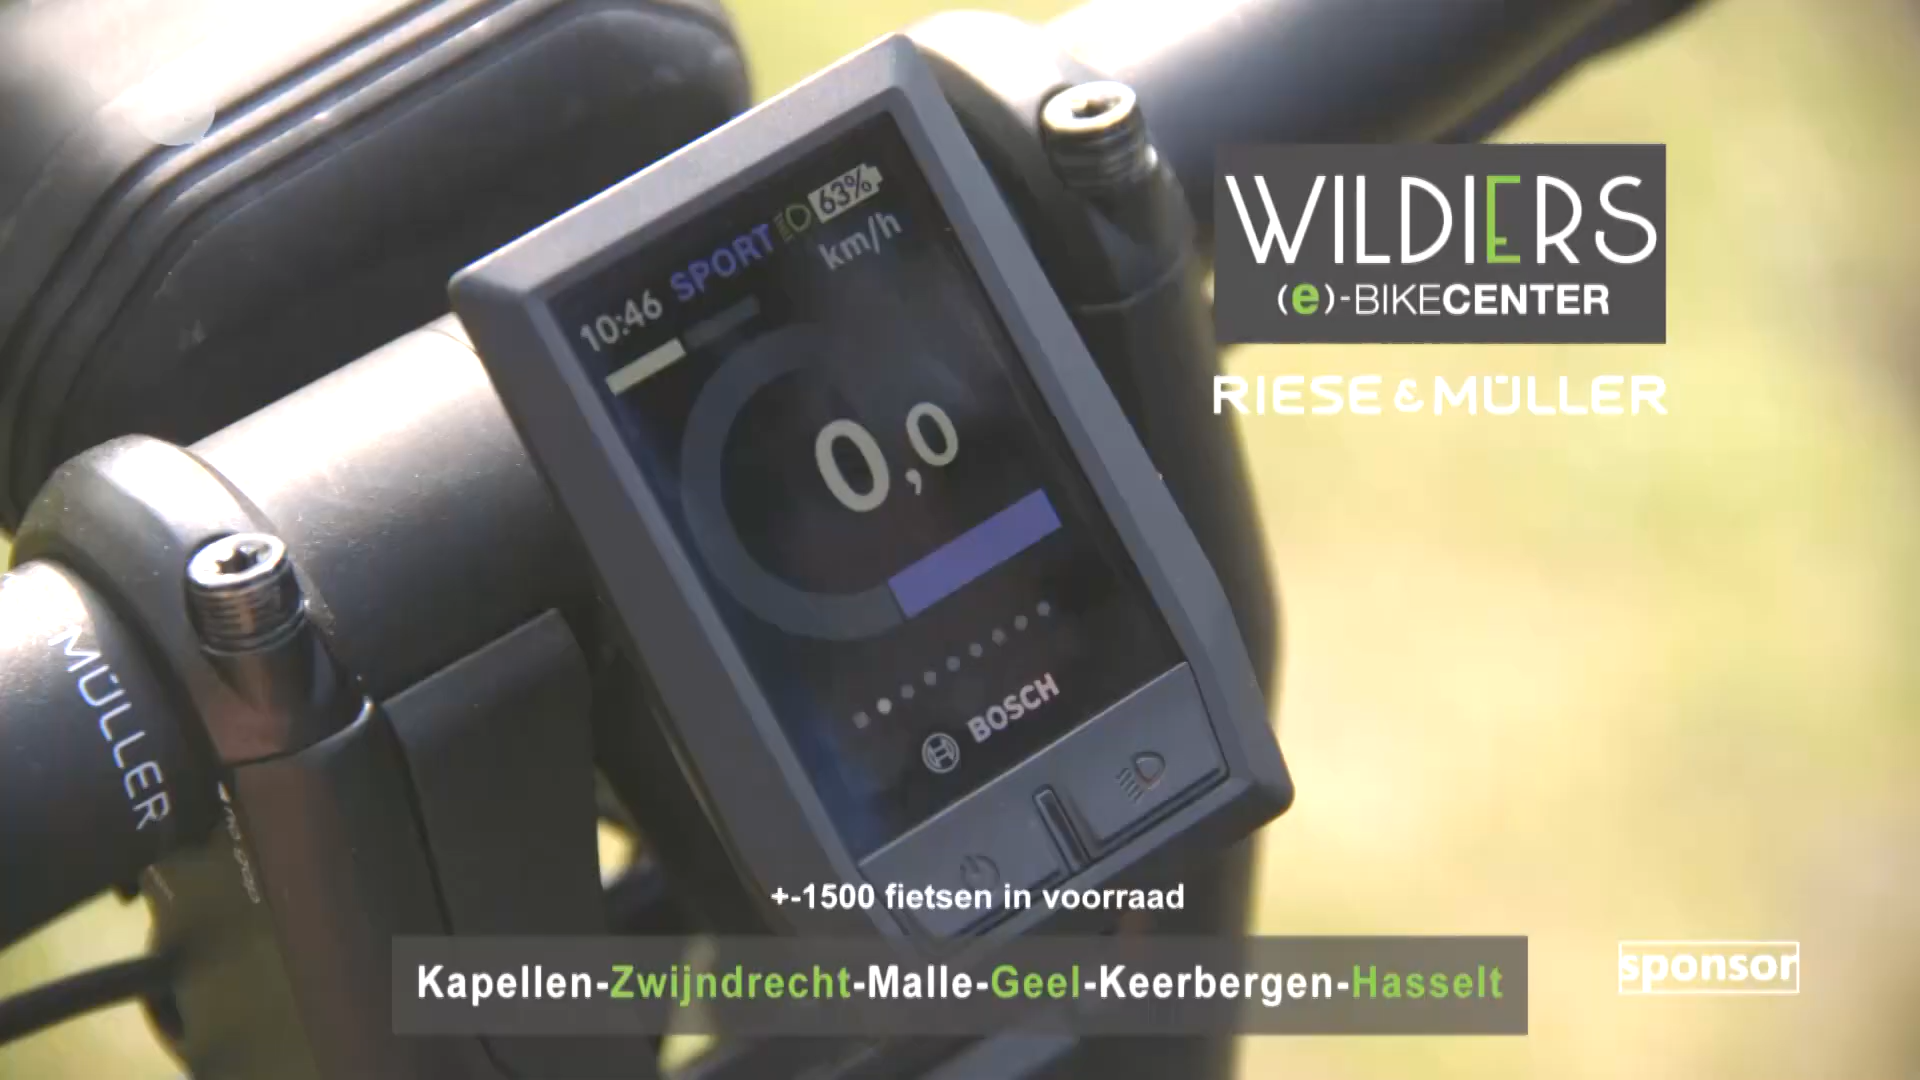 10:46 SPORT 63%
km/h
0,0
BOSCH
MÜLLER
WILDIERS
(e)-BIKECENTER
RIESE & MÜLLER
+-1500 fietsen in voorraad
Kapellen-Zwijndrecht-Malle-Geel-Keerbergen-Hasselt
sponsor